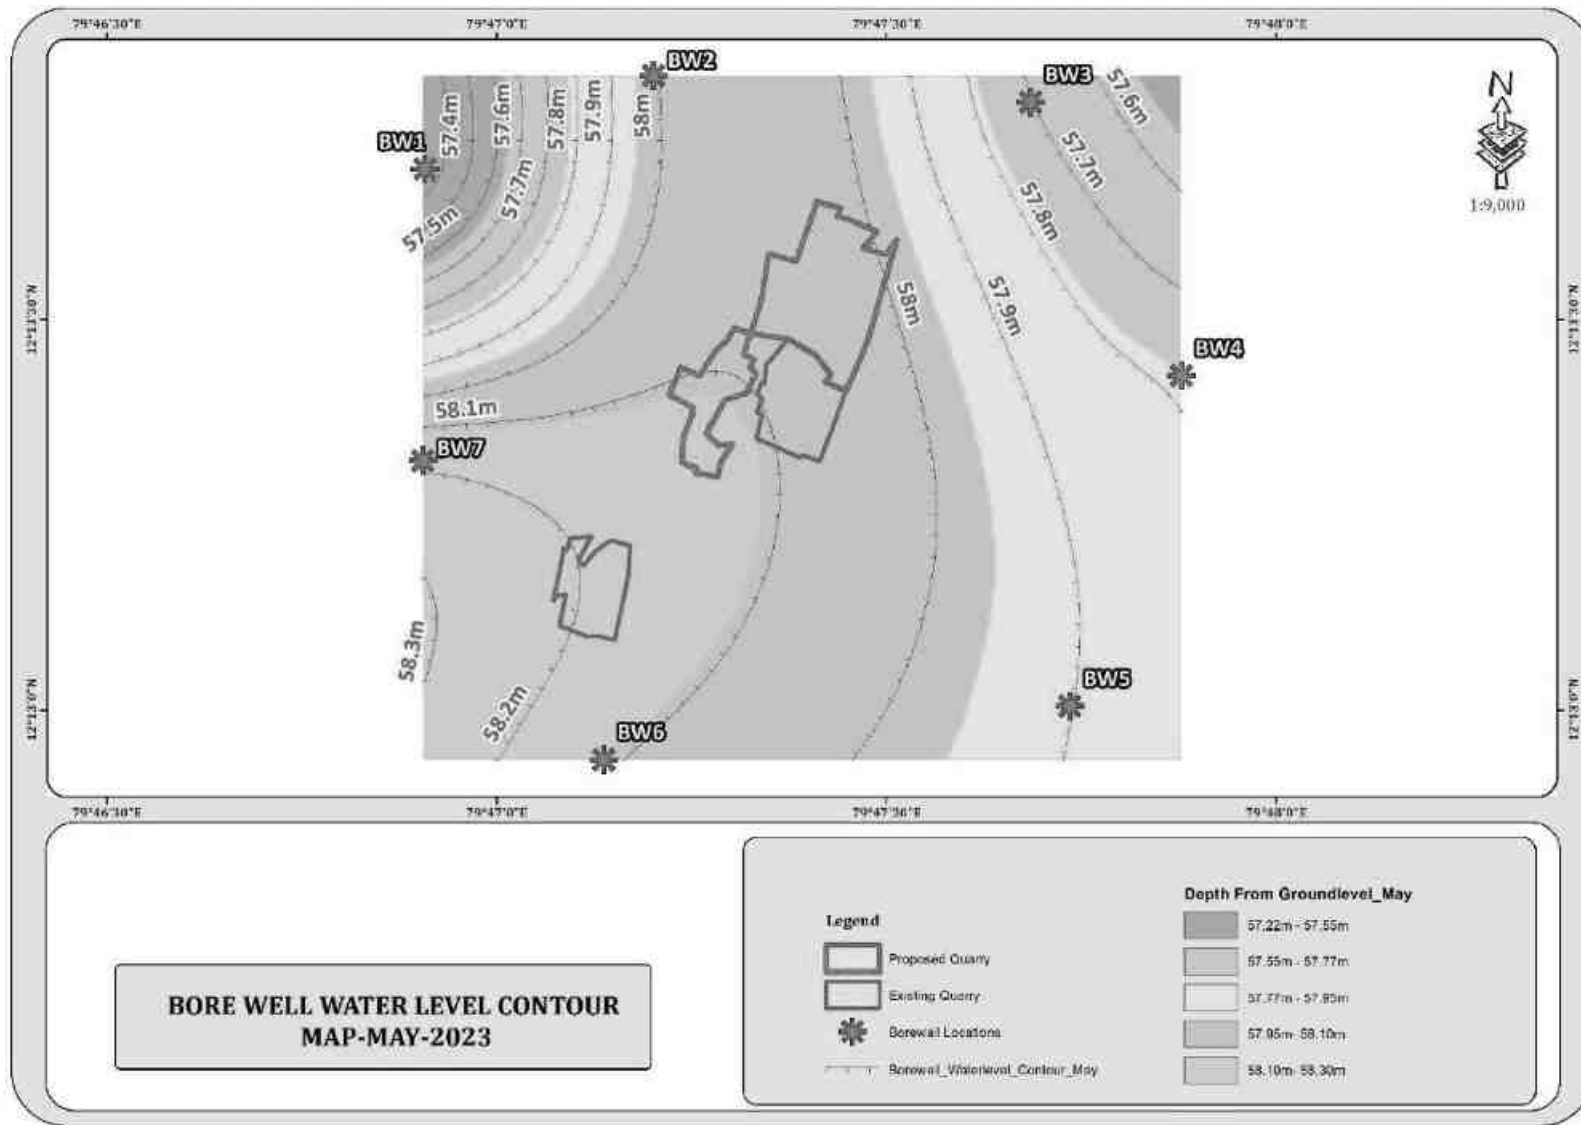 79°46'30"E 79°47'0"E 79°47'30"E 79°48'0"E
BW2
BW3
N
1:9,000
57.4m
57.6m
57.8m
57.9m
58m
57.6m
BW1
57.7m
57.7m
57.5m
57.8m
12°13'30"N
12°13'30"N
58m
57.9m
BW4
58.1m
BW7
58.3m
58.2m
BW5
BW6
12°13'0"N
12°13'0"N
79°46'30"E 79°47'0"E 79°47'30"E 79°48'0"E
BORE WELL WATER LEVEL CONTOUR
MAP-MAY-2023
Legend
Proposed Quarry
Existing Quarry
Borewell Locations
Borewell_Waterlevel_Contour_May
Depth From Groundlevel_May
57.22m - 57.55m
57.55m - 57.77m
57.77m - 57.95m
57.95m- 58.10m
58.10m- 58.30m